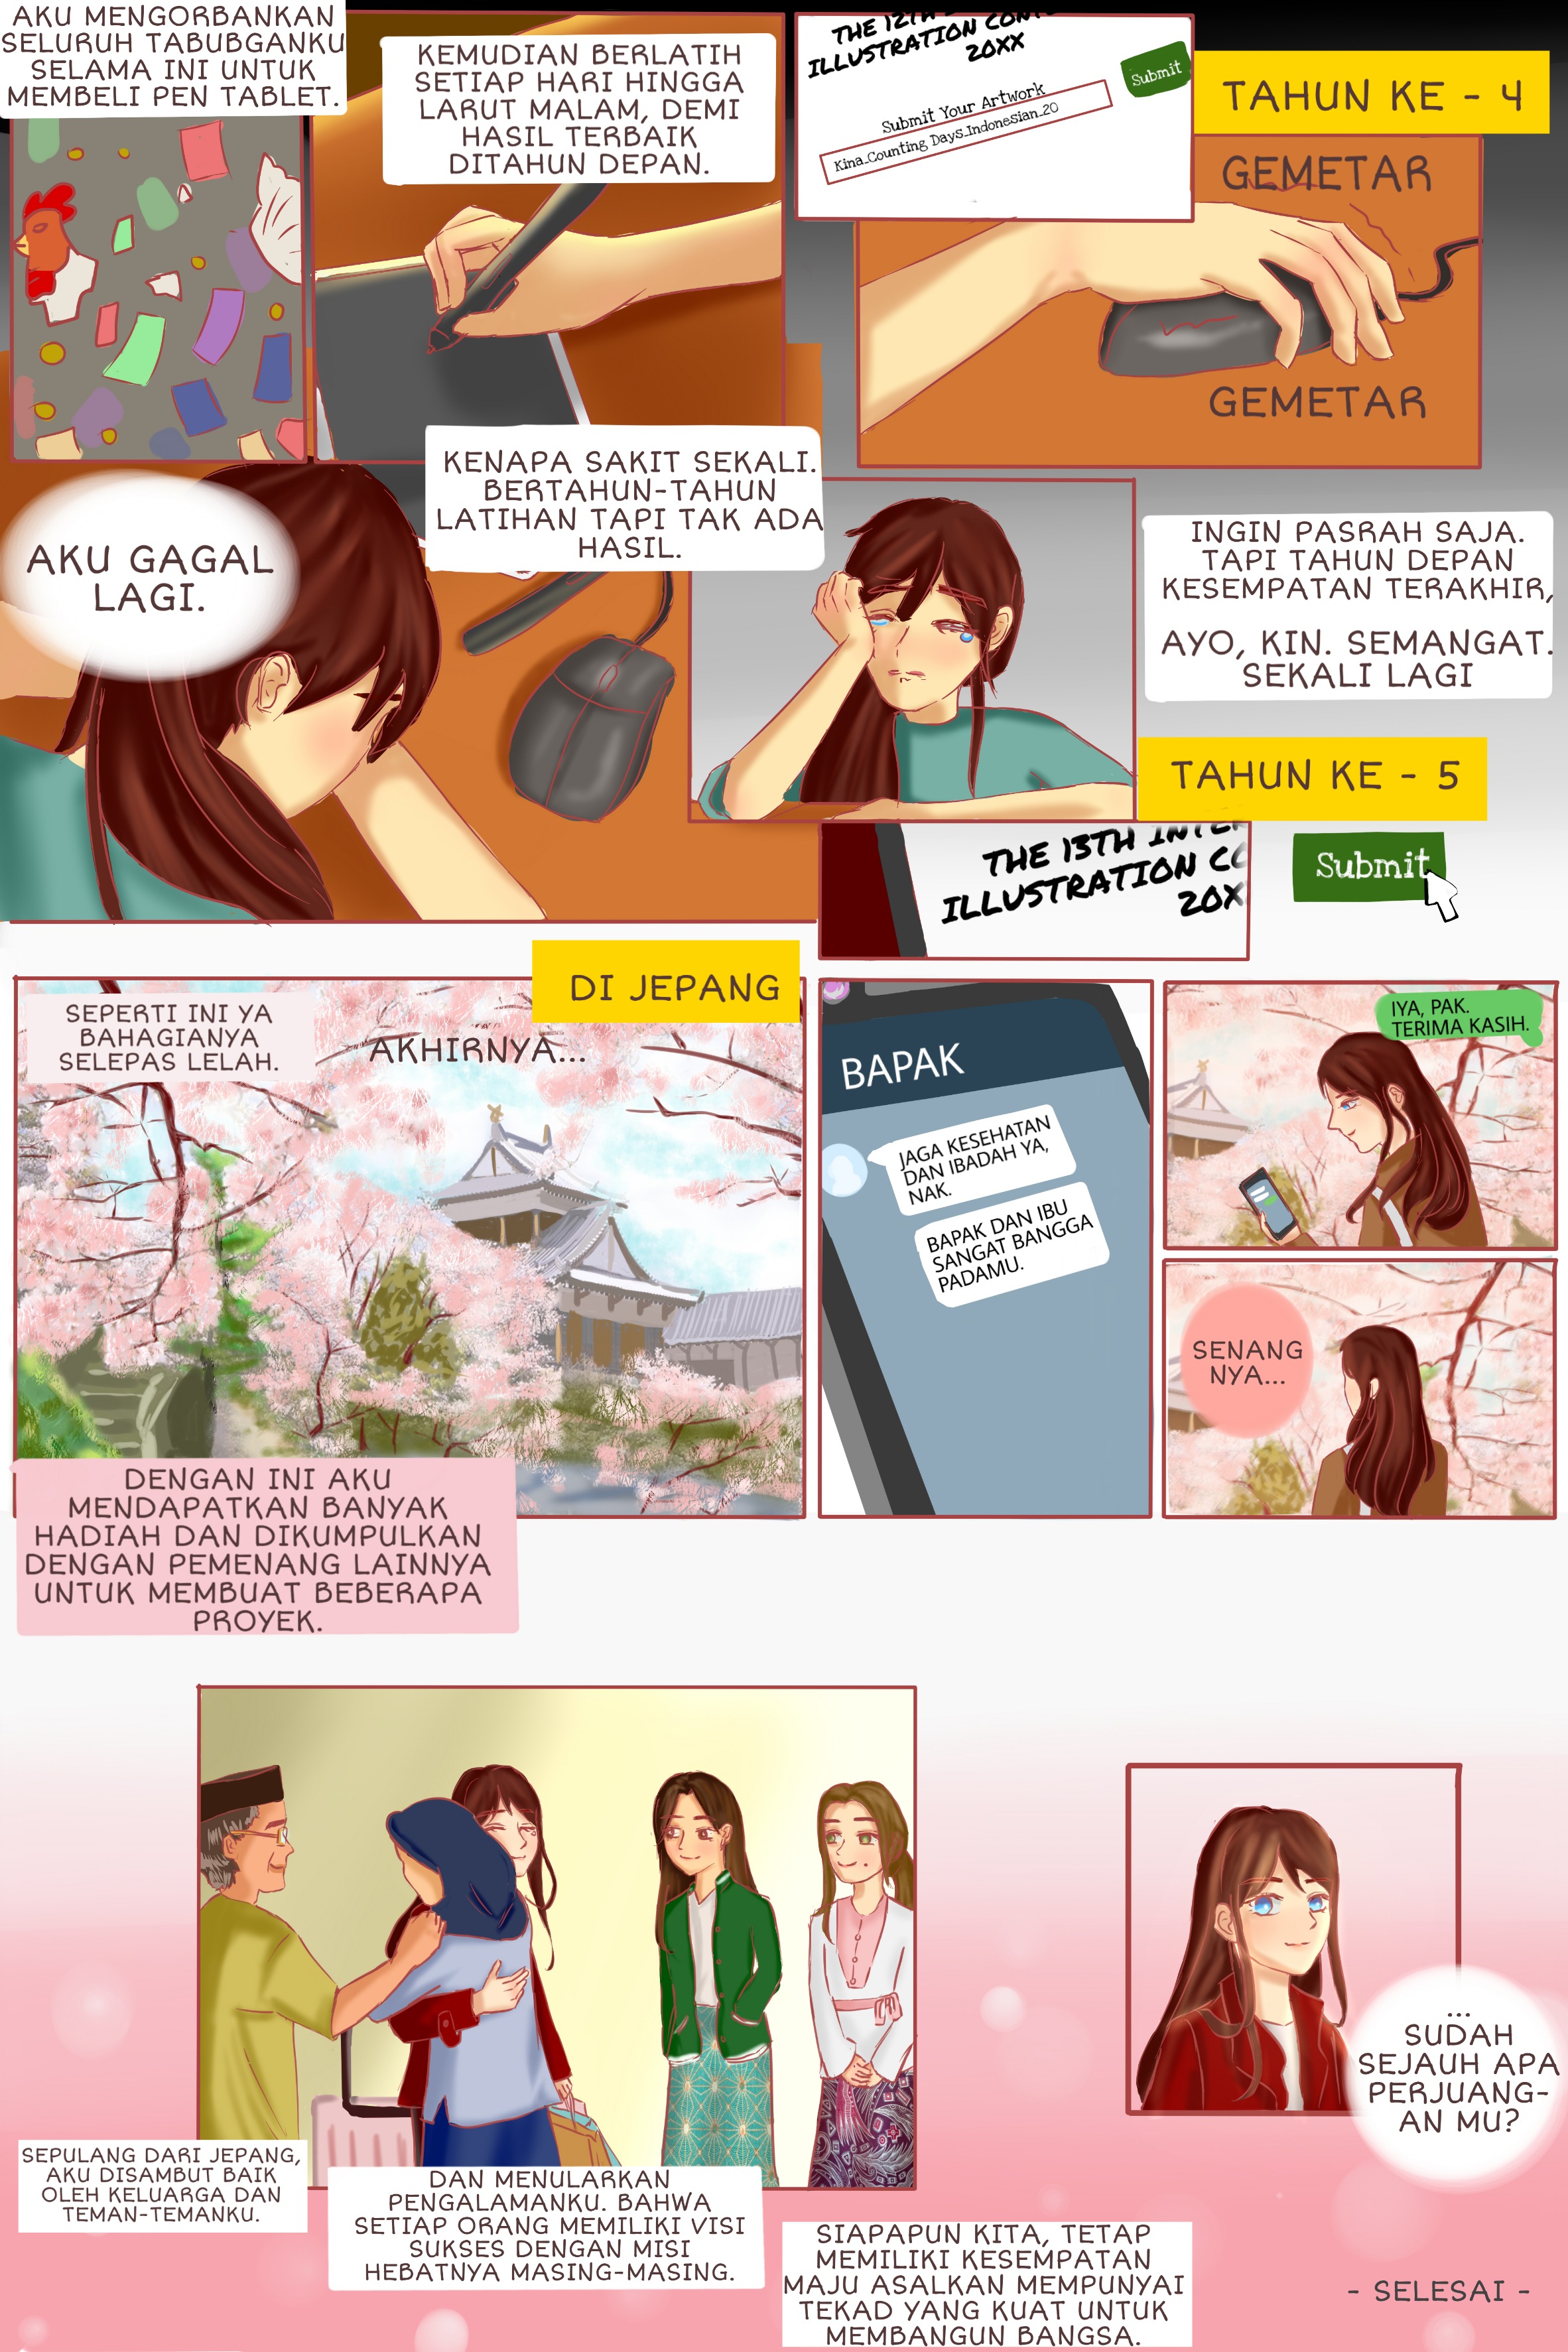 AKU MENGORBANKAN
SELURUH TABUBGANKU
SELAMA INI UNTUK
MEMBELI PEN TABLET.
KEMUDIAN BERLATIH
SETIAP HARI HINGGA
LARUT MALAM, DEMI
HASIL TERBAIK
DITAHUN DEPAN.
THE 12TH
ILLUSTRATION
20XX
Submit
Submit Your Artwork
Kina_Counting Days_Indonesian_20
TAHUN KE - 4
GEMETAR
GEMETAR
AKU GAGAL
LAGI.
KENAPA SAKIT SEKALI.
BERTAHUN-TAHUN
LATIHAN TAPI TAK ADA
HASIL.
INGIN PASRAH SAJA.
TAPI TAHUN DEPAN
KESEMPATAN TERAKHIR,
AYO, KIN. SEMANGAT.
SEKALI LAGI
TAHUN KE - 5
THE 13TH INTER
ILLUSTRATION CO
20X
Submit
DI JEPANG
SEPERTI INI YA
BAHAGIANYA
SELEPAS LELAH.
AKHIRNYA...
BAPAK
JAGA KESEHATAN
DAN IBADAH YA,
NAK.
BAPAK DAN IBU
SANGAT BANGGA
PADAMU.
IYA, PAK.
TERIMA KASIH.
SENANG
NYA...
DENGAN INI AKU
MENDAPATKAN BANYAK
HADIAH DAN DIKUMPULKAN
DENGAN PEMENANG LAINNYA
UNTUK MEMBUAT BEBERAPA
PROYEK.
...
SUDAH
SEJAUH APA
PERJUANG-
AN MU?
SEPULANG DARI JEPANG,
AKU DISAMBUT BAIK
OLEH KELUARGA DAN
TEMAN-TEMANKU.
DAN MENULARKAN
PENGALAMANKU. BAHWA
SETIAP ORANG MEMILIKI VISI
SUKSES DENGAN MISI
HEBATNYA MASING-MASING.
SIAPAPUN KITA, TETAP
MEMILIKI KESEMPATAN
MAJU ASALKAN MEMPUNYAI
TEKAD YANG KUAT UNTUK
MEMBANGUN BANGSA.
- SELESAI -